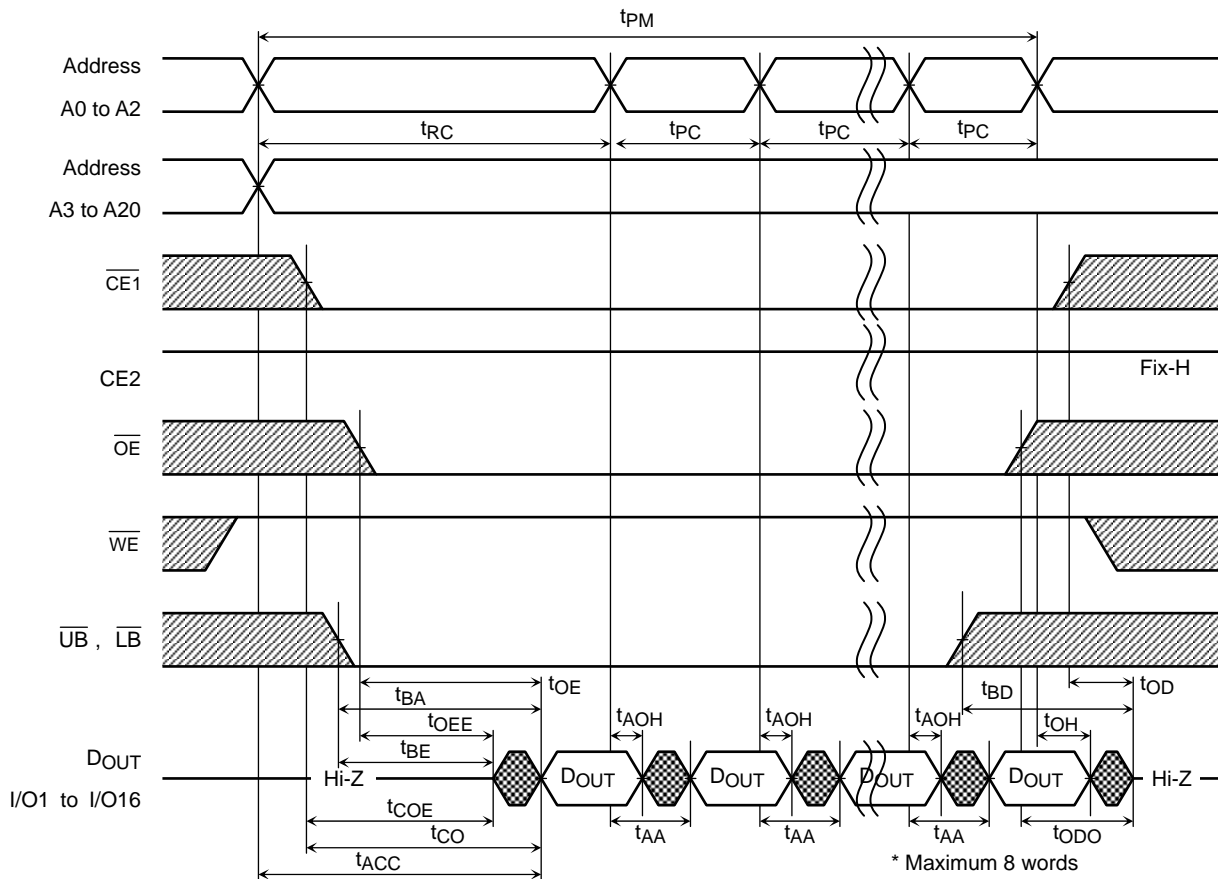 tPM
Address
A0 to A2
tRC
tPC
tPC
tPC
Address
A3 to A20
CE1
CE2
Fix-H
OE
WE
UB , LB
tOE
tBA
tOD
tBD
tOEE
tAOH
tAOH
tAOH
tOH
tBE
DOUT
I/O1 to I/O16
Hi-Z
DOUT
DOUT
DOUT
DOUT
Hi-Z
tCOE
tAA
tAA
tAA
tODO
tCO
tACC
* Maximum 8 words